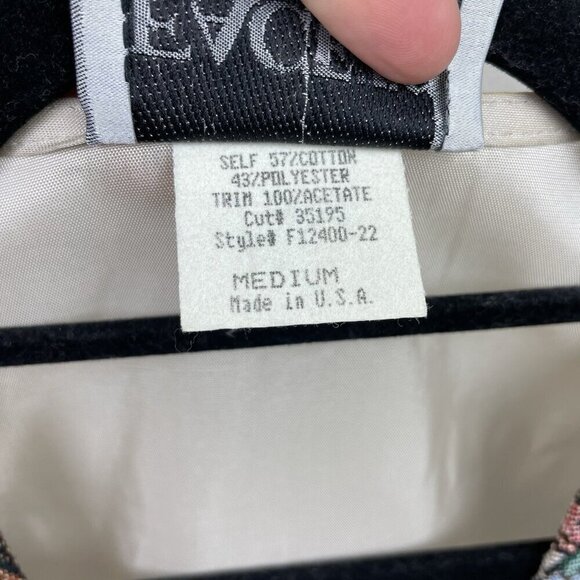 SELF 57%COTTON
43%POLYESTER
TRIM 100%ACETATE
Cut# 35195
Style# F12400-22
MEDIUM
Made in U.S.A.